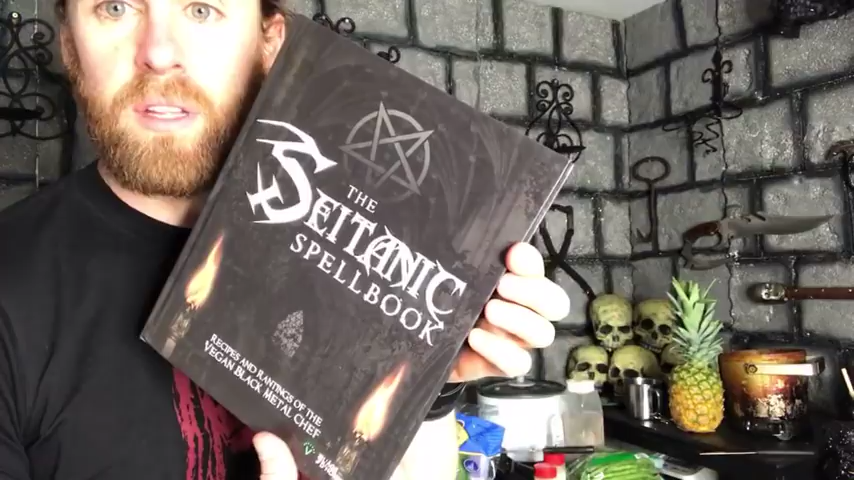 THE
SEITANIC
SPELLBOOK
RECIPES AND RANTINGS OF THE
VEGAN BLACK METAL CHEF